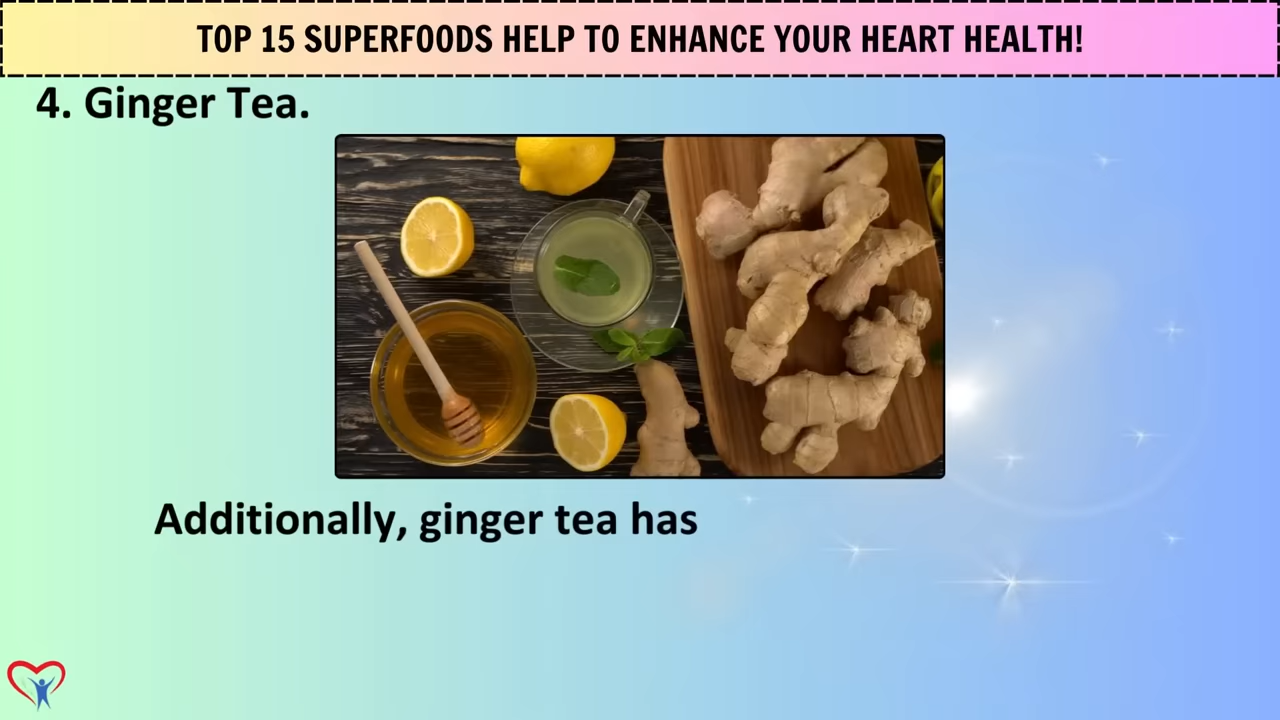 TOP 15 SUPERFOODS HELP TO ENHANCE YOUR HEART HEALTH!
4. Ginger Tea.
Additionally, ginger tea has